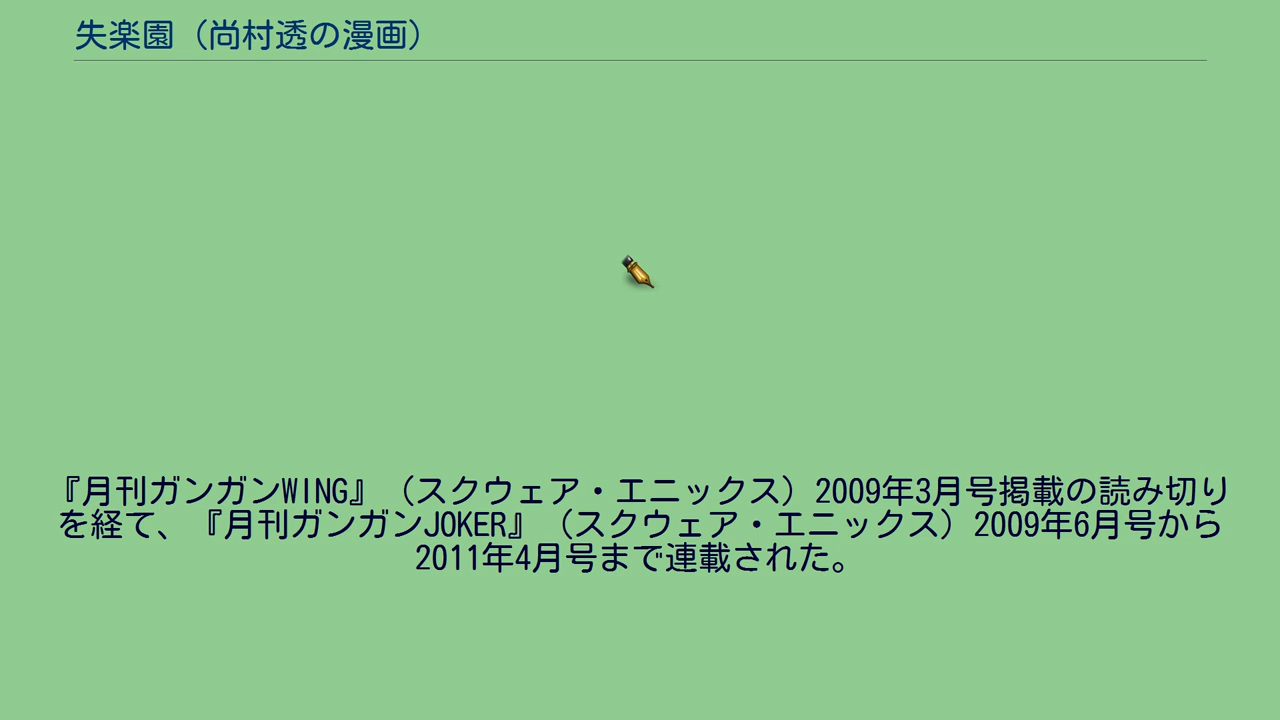 失楽園（尚村透の漫画）
『月刊ガンガンWING』（スクウェア・エニックス）2009年3月号掲載の読み切り
を経て、『月刊ガンガンJOKER』（スクウェア・エニックス）2009年6月号から
2011年4月号まで連載された。